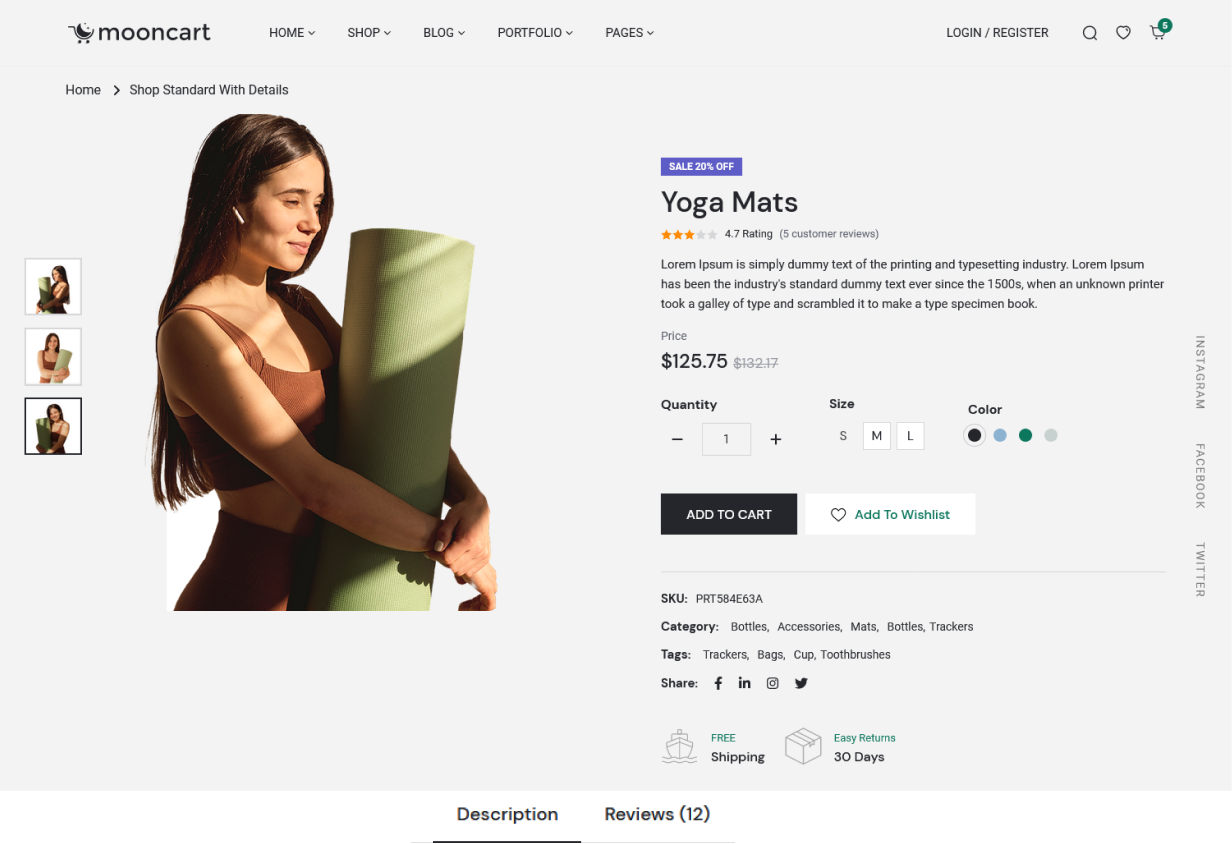 mooncart
HOME SHOP BLOG PORTFOLIO PAGES LOGIN / REGISTER 5
Home Shop Standard With Details
SALE 20% OFF
Yoga Mats
4.7 Rating (5 customer reviews)
Lorem Ipsum is simply dummy text of the printing and typesetting industry. Lorem Ipsum
has been the industry's standard dummy text ever since the 1500s, when an unknown printer
took a galley of type and scrambled it to make a type specimen book.
Price
$125.75 $132.17
Quantity Size Color
1 S M L
ADD TO CART Add To Wishlist
SKU: PRT584E63A
Category: Bottles, Accessories, Mats, Bottles, Trackers
Tags: Trackers, Bags, Cup, Toothbrushes
Share:
FREE
Shipping
Easy Returns
30 Days
INSTAGRAM
FACEBOOK
TWITTER
Description Reviews (12)